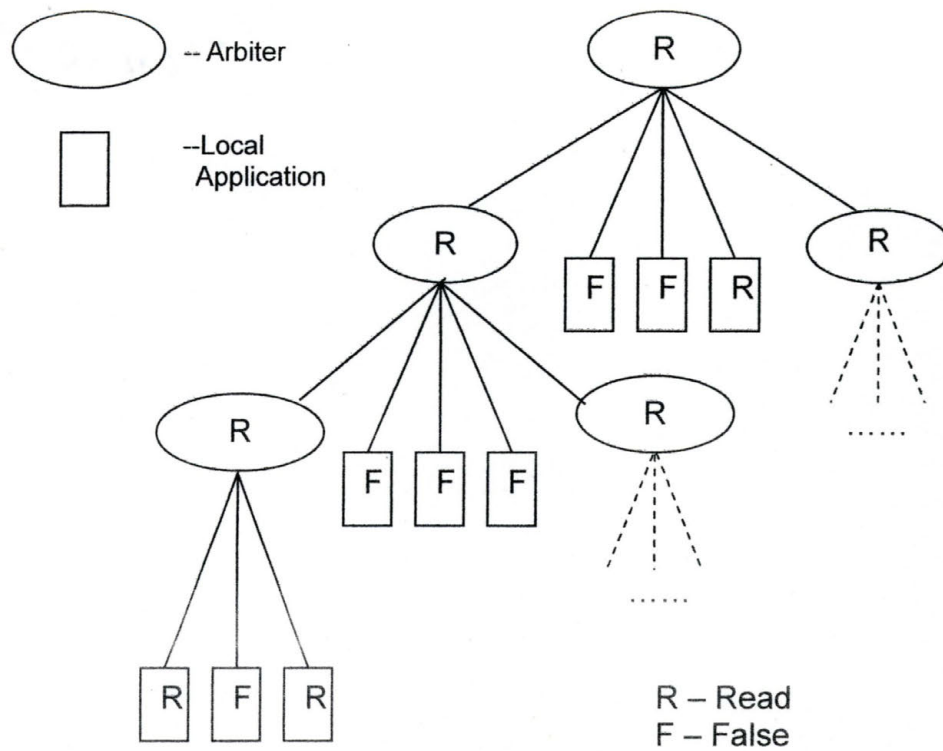 -- Arbiter
--Local
Application
R
R
R
F
F
R
R
R
F
F
F
......
......
R
F
R
R – Read
F – False